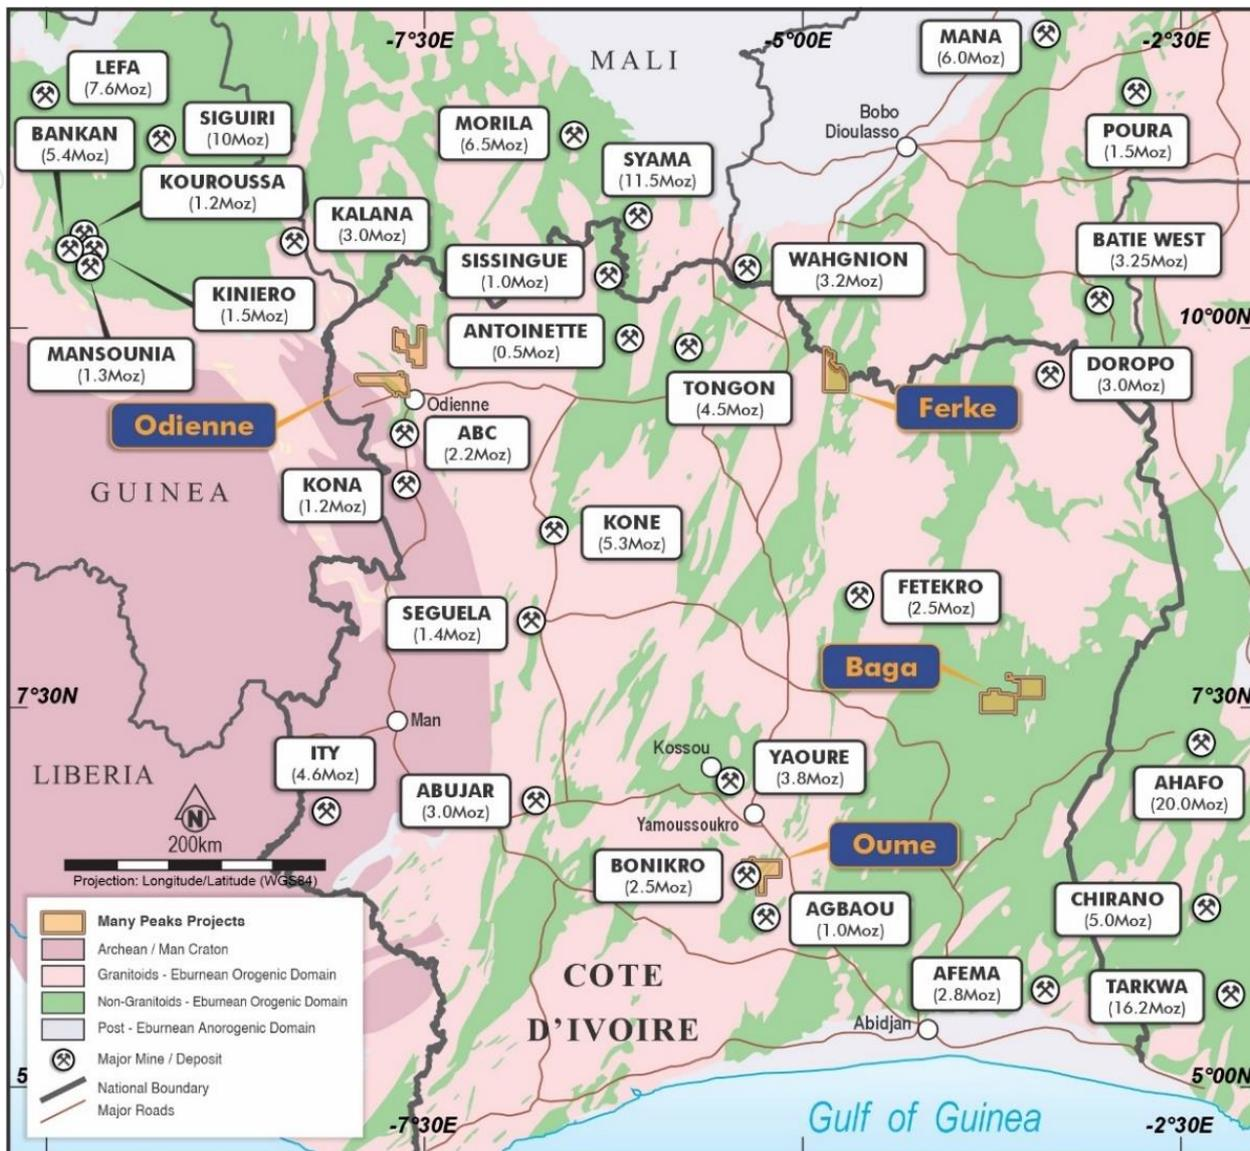 -7°30E
-5°00E
-2°30E
MALI
MANA
(6.0Moz)
LEFA
(7.6Moz)
BANKAN
(5.4Moz)
SIGUIRI
(10Moz)
MORILA
(6.5Moz)
Bobo
Dioulasso
POURA
(1.5Moz)
SYAMA
(11.5Moz)
KOUROUSSA
(1.2Moz)
KALANA
(3.0Moz)
SISSINGUE
(1.0Moz)
WAHGNION
(3.2Moz)
BATIE WEST
(3.25Moz)
KINIERO
(1.5Moz)
10°00N
MANSOUNIA
(1.3Moz)
ANTOINETTE
(0.5Moz)
TONGON
(4.5Moz)
DOROPO
(3.0Moz)
Odienne
Odienne
Ferke
ABC
(2.2Moz)
GUINEA
KONA
(1.2Moz)
KONE
(5.3Moz)
FETEKRO
(2.5Moz)
SEGUELA
(1.4Moz)
Baga
7°30N
7°30N
Man
ITY
(4.6Moz)
LIBERIA
Kossou
YAOURE
(3.8Moz)
AHAFO
(20.0Moz)
ABUJAR
(3.0Moz)
Yamoussoukro
N
200km
Projection: Longitude/Latitude (WGS84)
Oume
BONIKRO
(2.5Moz)
AGBAOU
(1.0Moz)
CHIRANO
(5.0Moz)
COTE
D'IVOIRE
AFEMA
(2.8Moz)
TARKWA
(16.2Moz)
Abidjan
Many Peaks Projects
Archean / Man Craton
Granitoids - Eburnean Orogenic Domain
Non-Granitoids - Eburnean Orogenic Domain
Post - Eburnean Anorogenic Domain
Major Mine / Deposit
National Boundary
Major Roads
5°00N
Gulf of Guinea
-7°30E
-2°30E